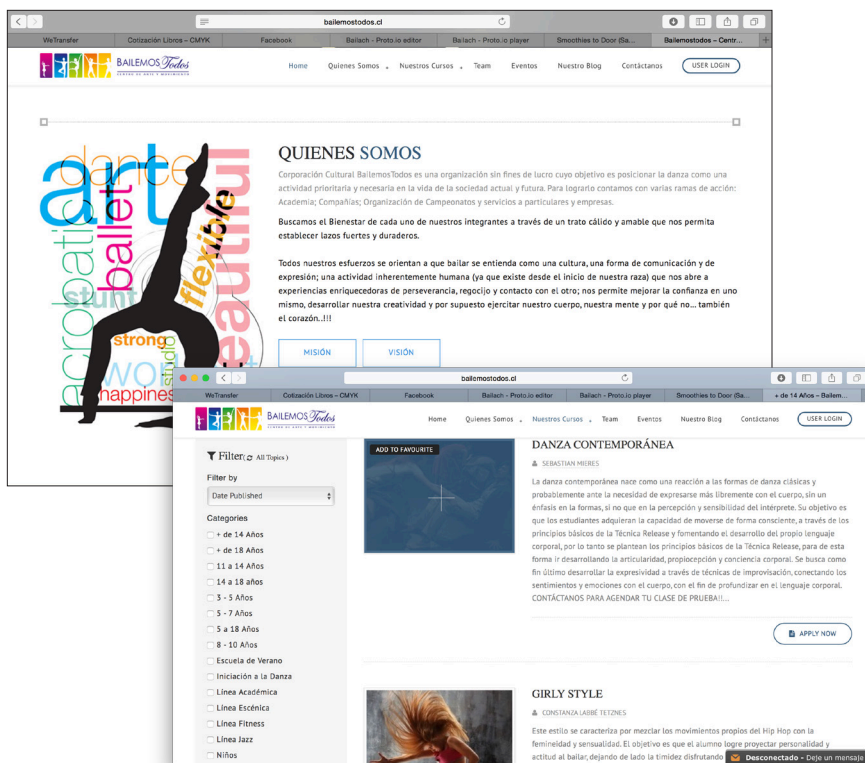 bailemostodos.cl
WeTransfer
Cotización Libros – CMYK
Facebook
Bailach - Proto.io editor
Bailach - Proto.io player
Smoothies to Door (Sa...
Bailemostodos – Centr...
BAILEMOS Todos
CENTRO DE ARTE Y MOVIMIENTO
Home
Quienes Somos
Nuestros Cursos
Team
Eventos
Nuestro Blog
Contáctanos
USER LOGIN
dance
art
acrobatic
ballet
beautiful
flexible
stunt
strong
studio
happines
QUIENES SOMOS
Corporación Cultural BailemosTodos es una organización sin fines de lucro cuyo objetivo es posicionar la danza como una
actividad prioritaria y necesaria en la vida de la sociedad actual y futura. Para lograrlo contamos con varias ramas de acción:
Academia; Compañías; Organización de Campeonatos y servicios a particulares y empresas.
Buscamos el Bienestar de cada uno de nuestros integrantes a través de un trato cálido y amable que nos permita
establecer lazos fuertes y duraderos.
Todos nuestros esfuerzos se orientan a que bailar se entienda como una cultura, una forma de comunicación y de
expresión; una actividad inherentemente humana (ya que existe desde el inicio de nuestra raza) que nos abre a
experiencias enriquecedoras de perseverancia, regocijo y contacto con el otro; nos permite mejorar la confianza en uno
mismo, desarrollar nuestra creatividad y por supuesto ejercitar nuestro cuerpo, nuestra mente y por qué no... también
el corazón..!!!
MISIÓN
VISIÓN
bailemostodos.cl
WeTransfer
Cotización Libros – CMYK
Facebook
Bailach - Proto.io editor
Bailach - Proto.io player
Smoothies to Door (Sa...
+ de 14 Años – Bailem...
BAILEMOS Todos
CENTRO DE ARTE Y MOVIMIENTO
Home
Quienes Somos
Nuestros Cursos
Team
Eventos
Nuestro Blog
Contáctanos
USER LOGIN
Filter( All Topics )
Filter by
Date Published
Categories
+ de 14 Años
+ de 18 Años
11 a 14 Años
14 a 18 años
3 - 5 Años
5 - 7 Años
5 a 18 Años
8 - 10 Años
Escuela de Verano
Iniciación a la Danza
Línea Académica
Línea Escénica
Línea Fitness
Línea Jazz
Niños
ADD TO FAVOURITE
DANZA CONTEMPORÁNEA
SEBASTIAN MIERES
La danza contemporánea nace como una reacción a las formas de danza clásicas y
probablemente ante la necesidad de expresarse más libremente con el cuerpo, sin un
énfasis en la formas, si no que en la percepción y sensibilidad del intérprete. Su objetivo es
que los estudiantes adquieran la capacidad de moverse de forma consciente, a través de los
principios básicos de la Técnica Release y fomentando el desarrollo del propio lenguaje
corporal, por lo tanto se plantean los principios básicos de la Técnica Release, para de esta
forma ir desarrollando la articularidad, propiocepción y conciencia corporal. Se busca como
fin último desarrollar la expresividad a través de técnicas de improvisación, conectando los
sentimientos y emociones con el cuerpo, con el fin de profundizar en el lenguaje corporal.
CONTÁCTANOS PARA AGENDAR TU CLASE DE PRUEBA!!...
APPLY NOW
GIRLY STYLE
CONSTANZA LABBÉ TETZNES
Este estilo se caracteriza por mezclar los movimientos propios del Hip Hop con la
femineidad y sensualidad. El objetivo es que el alumno logre proyectar personalidad y
actitud al bailar, dejando de lado la timidez disfrutando
Desconectado - Deje un mensaje